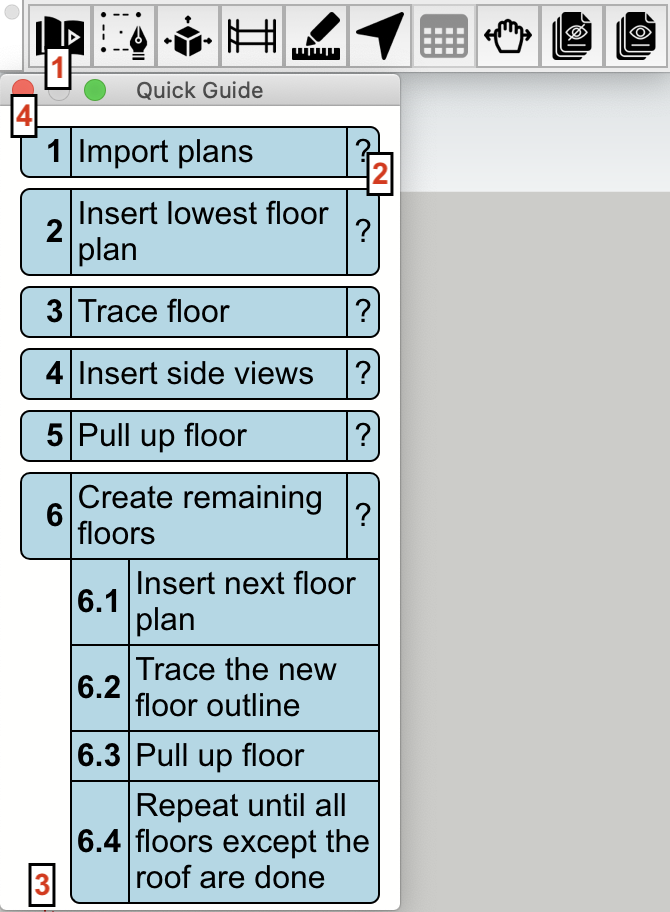 1
Quick Guide
4
1 Import plans ?
2
2 Insert lowest floor
plan ?
3 Trace floor ?
4 Insert side views ?
5 Pull up floor ?
6 Create remaining
floors ?
6.1 Insert next floor
plan
6.2 Trace the new
floor outline
6.3 Pull up floor
6.4 Repeat until all
floors except the
roof are done
3